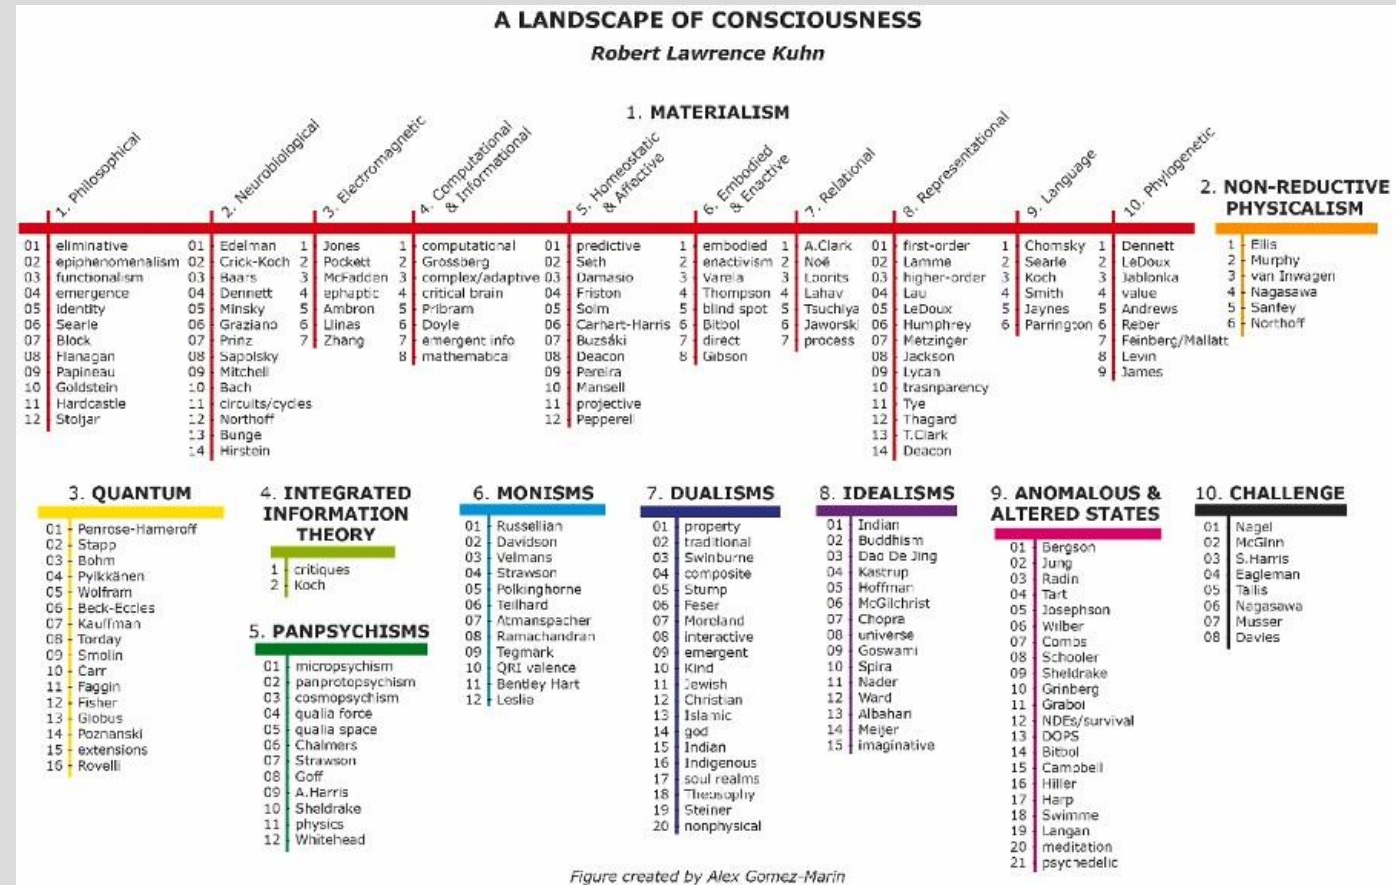 A LANDSCAPE OF CONSCIOUSNESS
Robert Lawrence Kuhn
1. MATERIALISM
1. Philosophical
01 eliminative
02 epiphenomenalism
03 functionalism
04 emergence
05 identity
06 Searle
07 Block
08 Flanagan
09 Papineau
10 Goldstein
11 Hardcastle
12 Stoljar
2. Neurobiological
01 Edelman
02 Crick-Koch
03 Baars
04 Dennett
05 Minsky
06 Graziano
07 Prinz
08 Sapolsky
09 Mitchell
10 Bach
11 circuits/cycles
12 Northoff
13 Bunge
14 Hirstein
3. Electromagnetic
1 Jones
2 Pockett
3 McFadden
4 ephaptic
5 Ambron
6 Llinas
7 Zhang
4. Computational
& Informational
1 computational
2 Grossberg
3 complex/adaptive
4 critical brain
5 Pribram
6 Doyle
7 emergent info
8 mathematical
5. Homeostatic
& Affective
01 predictive
02 Seth
03 Damasio
04 Friston
05 Solm
06 Carhart-Harris
07 Buzsáki
08 Deacon
09 Pereira
10 Mansell
11 projective
12 Pepperell
6. Embodied
& Enactive
1 embodied
2 enactivism
3 Varela
4 Thompson
5 blind spot
6 Bitbol
7 direct
8 Gibson
7. Relational
1 A.Clark
2 Noë
3 Loorits
4 Lahav
5 Tsuchiya
6 Jaworski
7 process
8. Representational
01 first-order
02 Lamme
03 higher-order
04 Lau
05 LeDoux
06 Humphrey
07 Metzinger
08 Jackson
09 Lycan
10 trasnparency
11 Tye
12 Thagard
13 T.Clark
14 Deacon
9. Language
1 Chomsky
2 Searle
3 Koch
4 Smith
5 Jaynes
6 Parrington
10. Phylogenetic
1 Dennett
2 LeDoux
3 Jablonka
4 value
5 Andrews
6 Reber
7 Feinberg/Mallatt
8 Levin
9 James
2. NON-REDUCTIVE
PHYSICALISM
1 Ellis
2 Murphy
3 van Inwagen
4 Nagasawa
5 Sanfey
6 Northoff
3. QUANTUM
01 Penrose-Hameroff
02 Stapp
03 Bohm
04 Pylkkänen
05 Wolfram
06 Beck-Eccles
07 Kauffman
08 Torday
09 Smolin
10 Carr
11 Faggin
12 Fisher
13 Globus
14 Poznanski
15 extensions
16 Rovelli
4. INTEGRATED
INFORMATION
THEORY
1 critiques
2 Koch
5. PANPSYCHISMS
01 micropsychism
02 panprotopsychism
03 cosmopsychism
04 qualia force
05 qualia space
06 Chalmers
07 Strawson
08 Goff
09 A.Harris
10 Sheldrake
11 physics
12 Whitehead
6. MONISMS
01 Russellian
02 Davidson
03 Velmans
04 Strawson
05 Polkinghorne
06 Teilhard
07 Atmanspacher
08 Ramachandran
09 Tegmark
10 QRI valence
11 Bentley Hart
12 Leslie
7. DUALISMS
01 property
02 traditional
03 Swinburne
04 composite
05 Stump
06 Feser
07 Moreland
08 interactive
09 emergent
10 Kind
11 Jewish
12 Christian
13 Islamic
14 god
15 Indian
16 Indigenous
17 soul realms
18 Theosophy
19 Steiner
20 nonphysical
8. IDEALISMS
01 Indian
02 Buddhism
03 Dao De Jing
04 Kastrup
05 Hoffman
06 McGilchrist
07 Chopra
08 universe
09 Goswami
10 Spira
11 Nader
12 Ward
13 Albahari
14 Meijer
15 imaginative
9. ANOMALOUS &
ALTERED STATES
01 Bergson
02 Jung
03 Radin
04 Tart
05 Josephson
06 Wilber
07 Combs
08 Schooler
09 Sheldrake
10 Grinberg
11 Graboi
12 NDEs/survival
13 DOPS
14 Bitbol
15 Campbell
16 Hiller
17 Harp
18 Swimme
19 Langan
20 meditation
21 psychedelic
10. CHALLENGE
01 Nagel
02 McGinn
03 S.Harris
04 Eagleman
05 Tallis
06 Nagasawa
07 Musser
08 Davies
Figure created by Alex Gomez-Marin